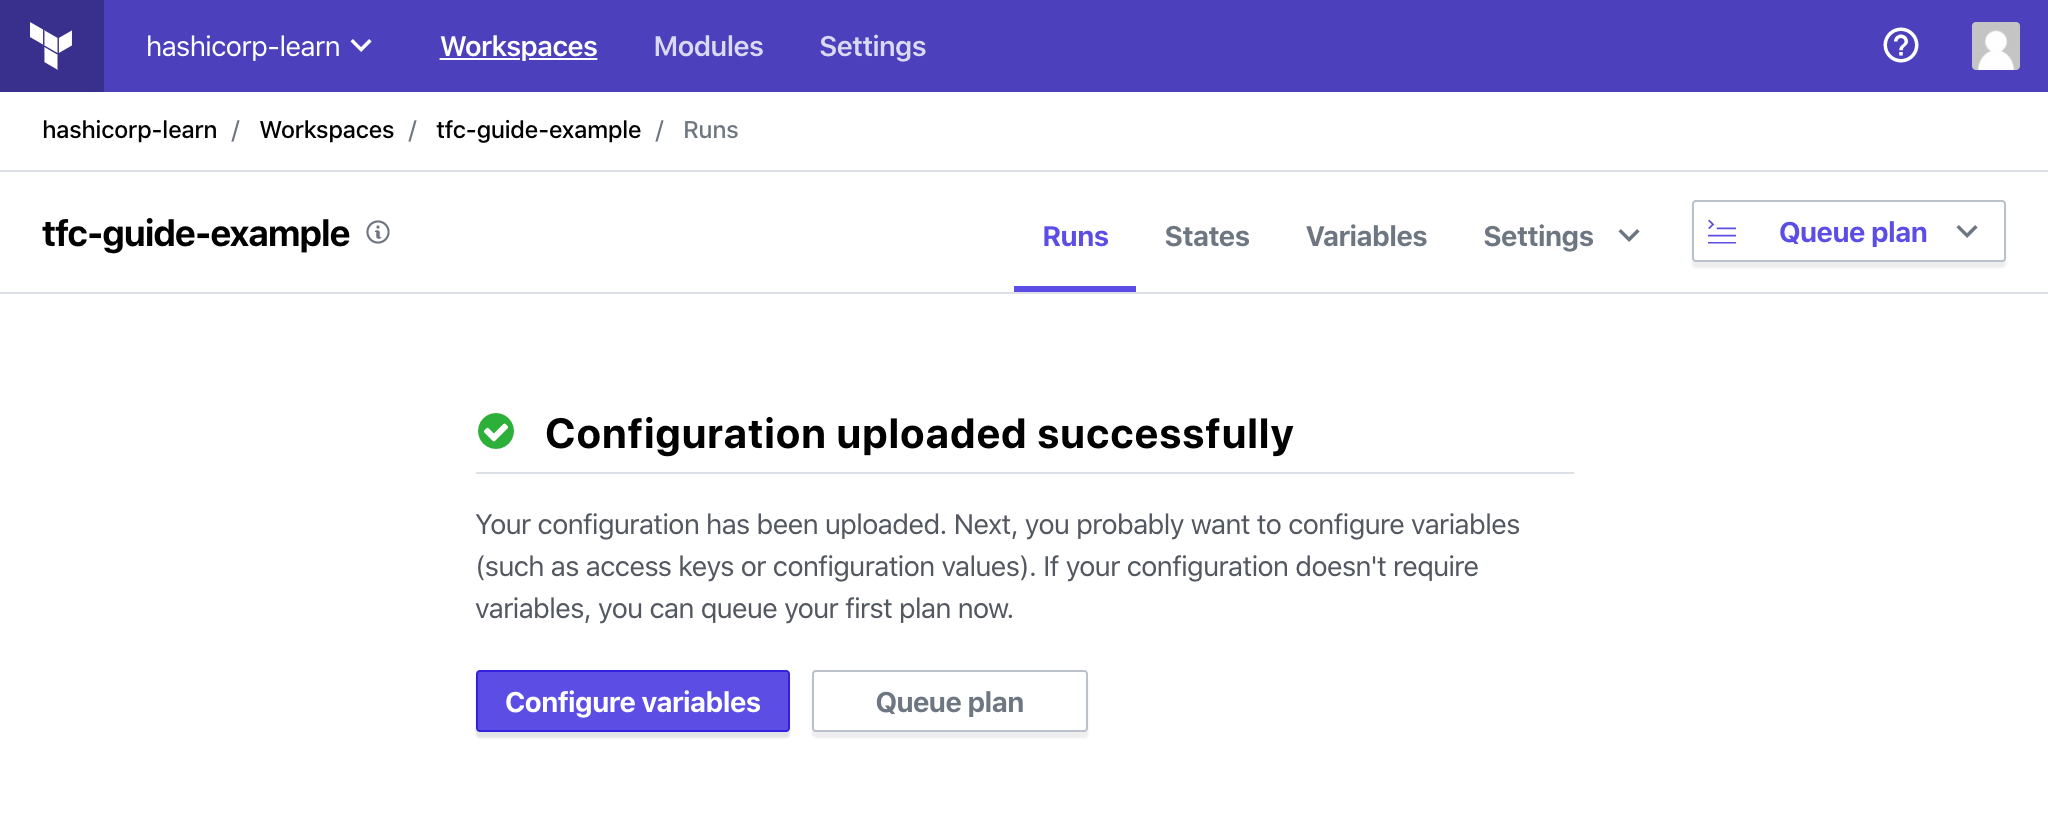 hashicorp-learn Workspaces Modules Settings
hashicorp-learn / Workspaces / tfc-guide-example / Runs
tfc-guide-example Runs States Variables Settings Queue plan
Configuration uploaded successfully
Your configuration has been uploaded. Next, you probably want to configure variables
(such as access keys or configuration values). If your configuration doesn't require
variables, you can queue your first plan now.
Configure variables Queue plan